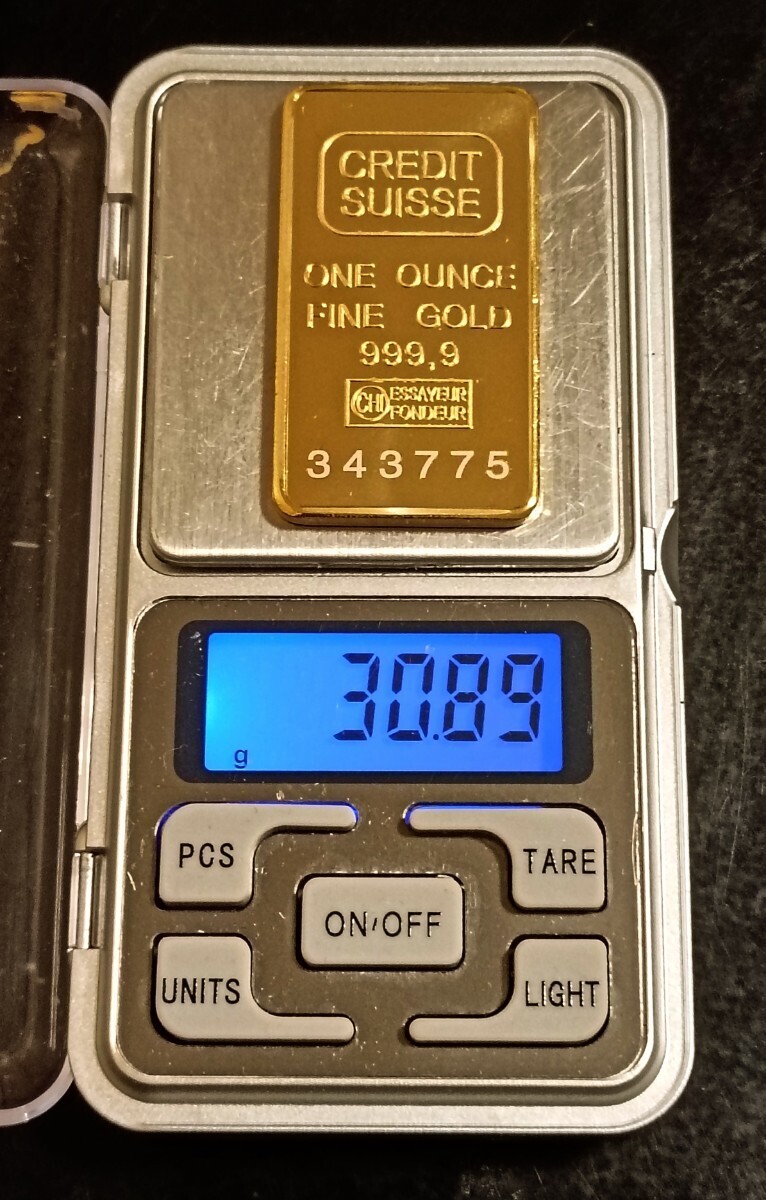 CREDIT
SUISSE
ONE OUNCE
FINE GOLD
999,9
CHI ESSAYEUR
FONDEUR
343775
30.89
g
PCS
TARE
ON/OFF
UNITS
LIGHT